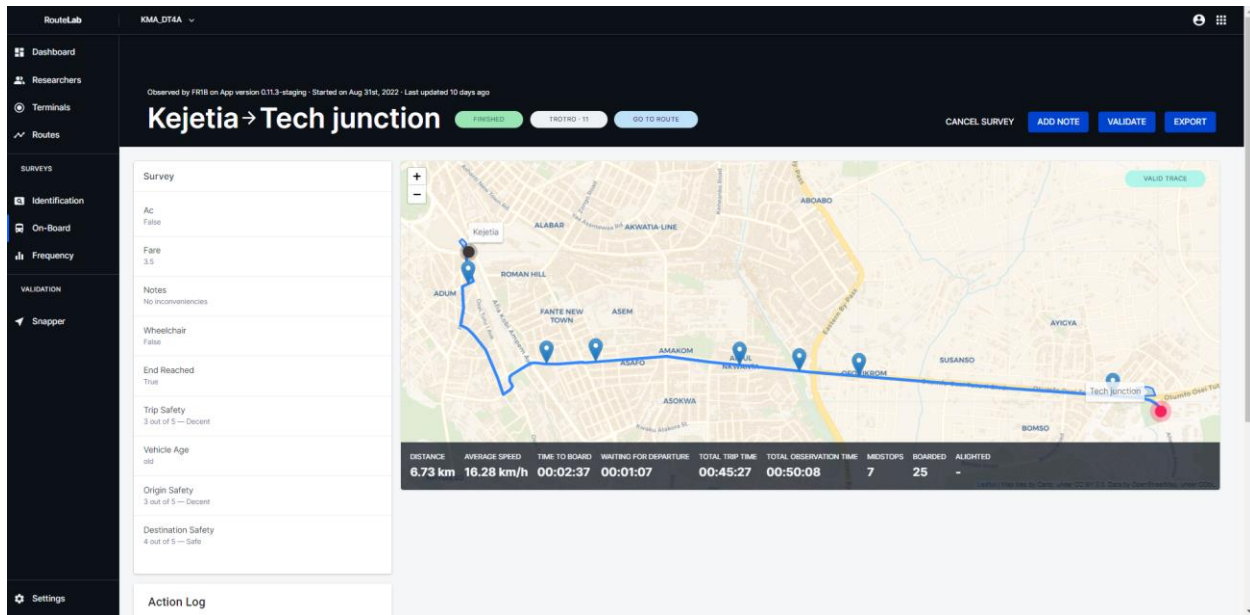 RouteLab
KMA_DT4A
Dashboard
Researchers
Terminals
Routes
SURVEYS
Identification
On-Board
Frequency
VALIDATION
Snapper
Settings
Observed by FR1B on App version 0.11.3-staging · Started on Aug 31st, 2022 · Last updated 10 days ago
Kejetia → Tech junction
FINISHED
TROTRO · 11
GO TO ROUTE
CANCEL SURVEY
ADD NOTE
VALIDATE
EXPORT
Survey
Ac
False
Fare
3.5
Notes
No inconveniencies
Wheelchair
False
End Reached
True
Trip Safety
3 out of 5 — Decent
Vehicle Age
old
Origin Safety
3 out of 5 — Decent
Destination Safety
4 out of 5 — Safe
Action Log
+
−
VALID TRACE
ABOABO
ALABAR
AKWATIA LINE
Kejetia
ROMAN HILL
ADUM
FANTE NEW
TOWN
ASEM
AYIGYA
AMAKOM
ASAFO
SUSANSO
Tech junction
ASOKWA
BOMSO
Eastern By-Pass
DISTANCE
6.73 km
AVERAGE SPEED
16.28 km/h
TIME TO BOARD
00:02:37
WAITING FOR DEPARTURE
00:01:07
TOTAL TRIP TIME
00:45:27
TOTAL OBSERVATION TIME
00:50:08
MIDSTOPS
7
BOARDED
25
ALIGHTED
-